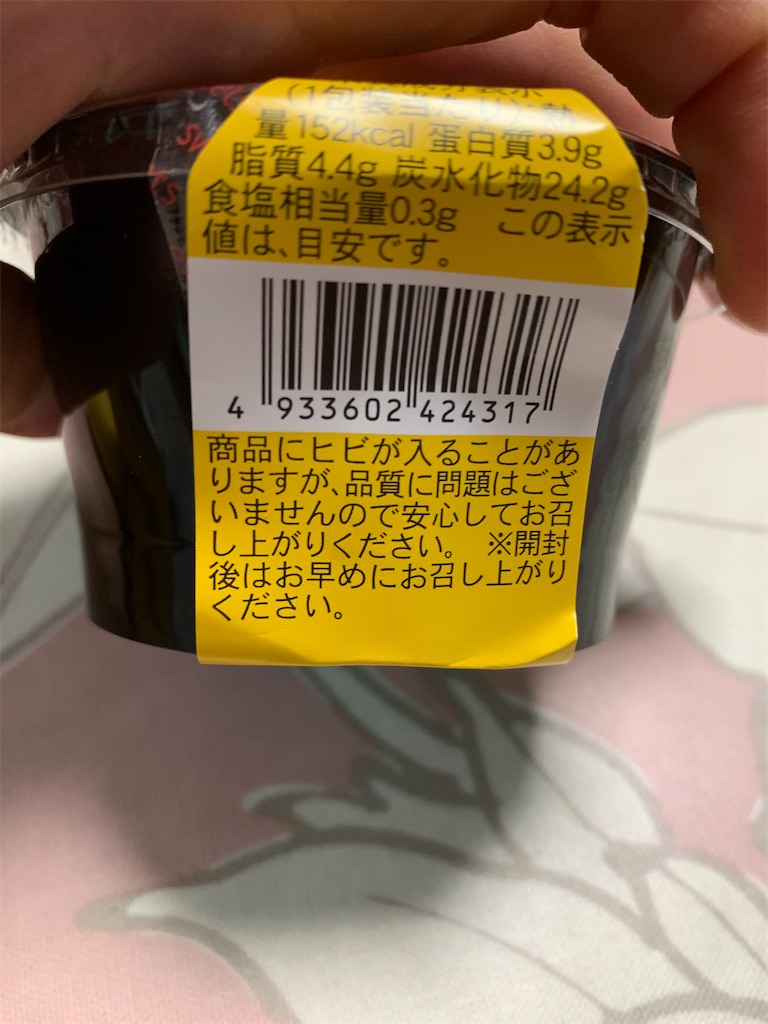 (1包装当たり) 熱
量152kcal 蛋白質3.9g
脂質4.4g 炭水化物24.2g
食塩相当量0.3g この表示
値は、目安です。
4 933602 424317
商品にヒビが入ることがあ
りますが、品質に問題はござ
いませんので安心してお召
し上がりください。 ※開封
後はお早めにお召し上がり
ください。